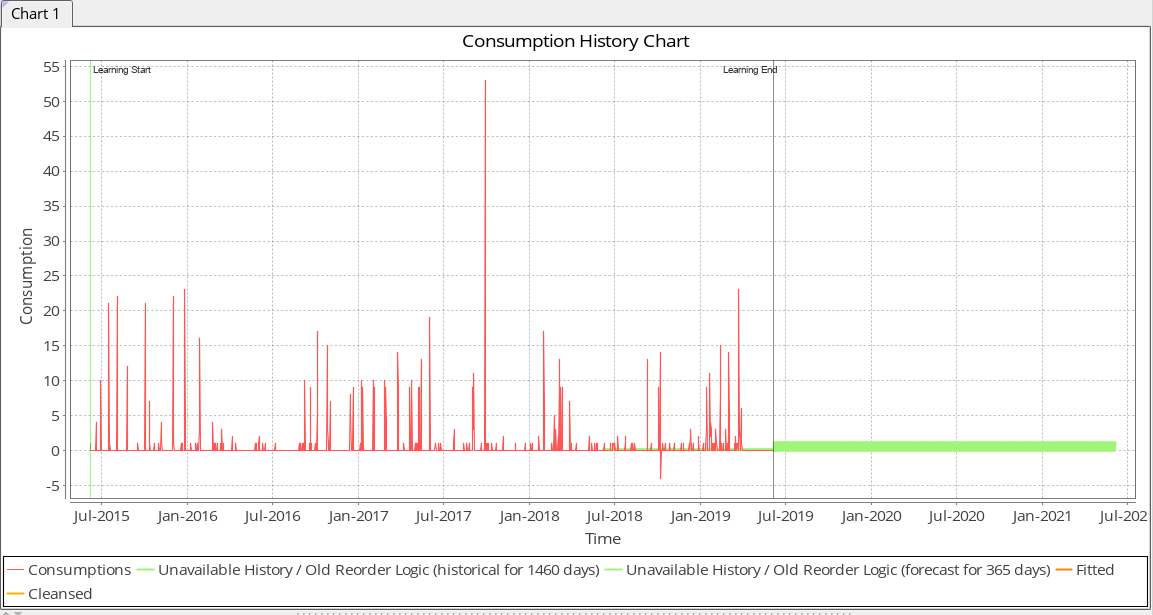 Chart 1
Consumption History Chart
Learning Start
Learning End
55
50
45
40
35
30
25
20
15
10
5
0
-5
Consumption
Jul-2015 Jan-2016 Jul-2016 Jan-2017 Jul-2017 Jan-2018 Jul-2018 Jan-2019 Jul-2019 Jan-2020 Jul-2020 Jan-2021 Jul-202
Time
Consumptions Unavailable History / Old Reorder Logic (historical for 1460 days) Unavailable History / Old Reorder Logic (forecast for 365 days) Fitted
Cleansed